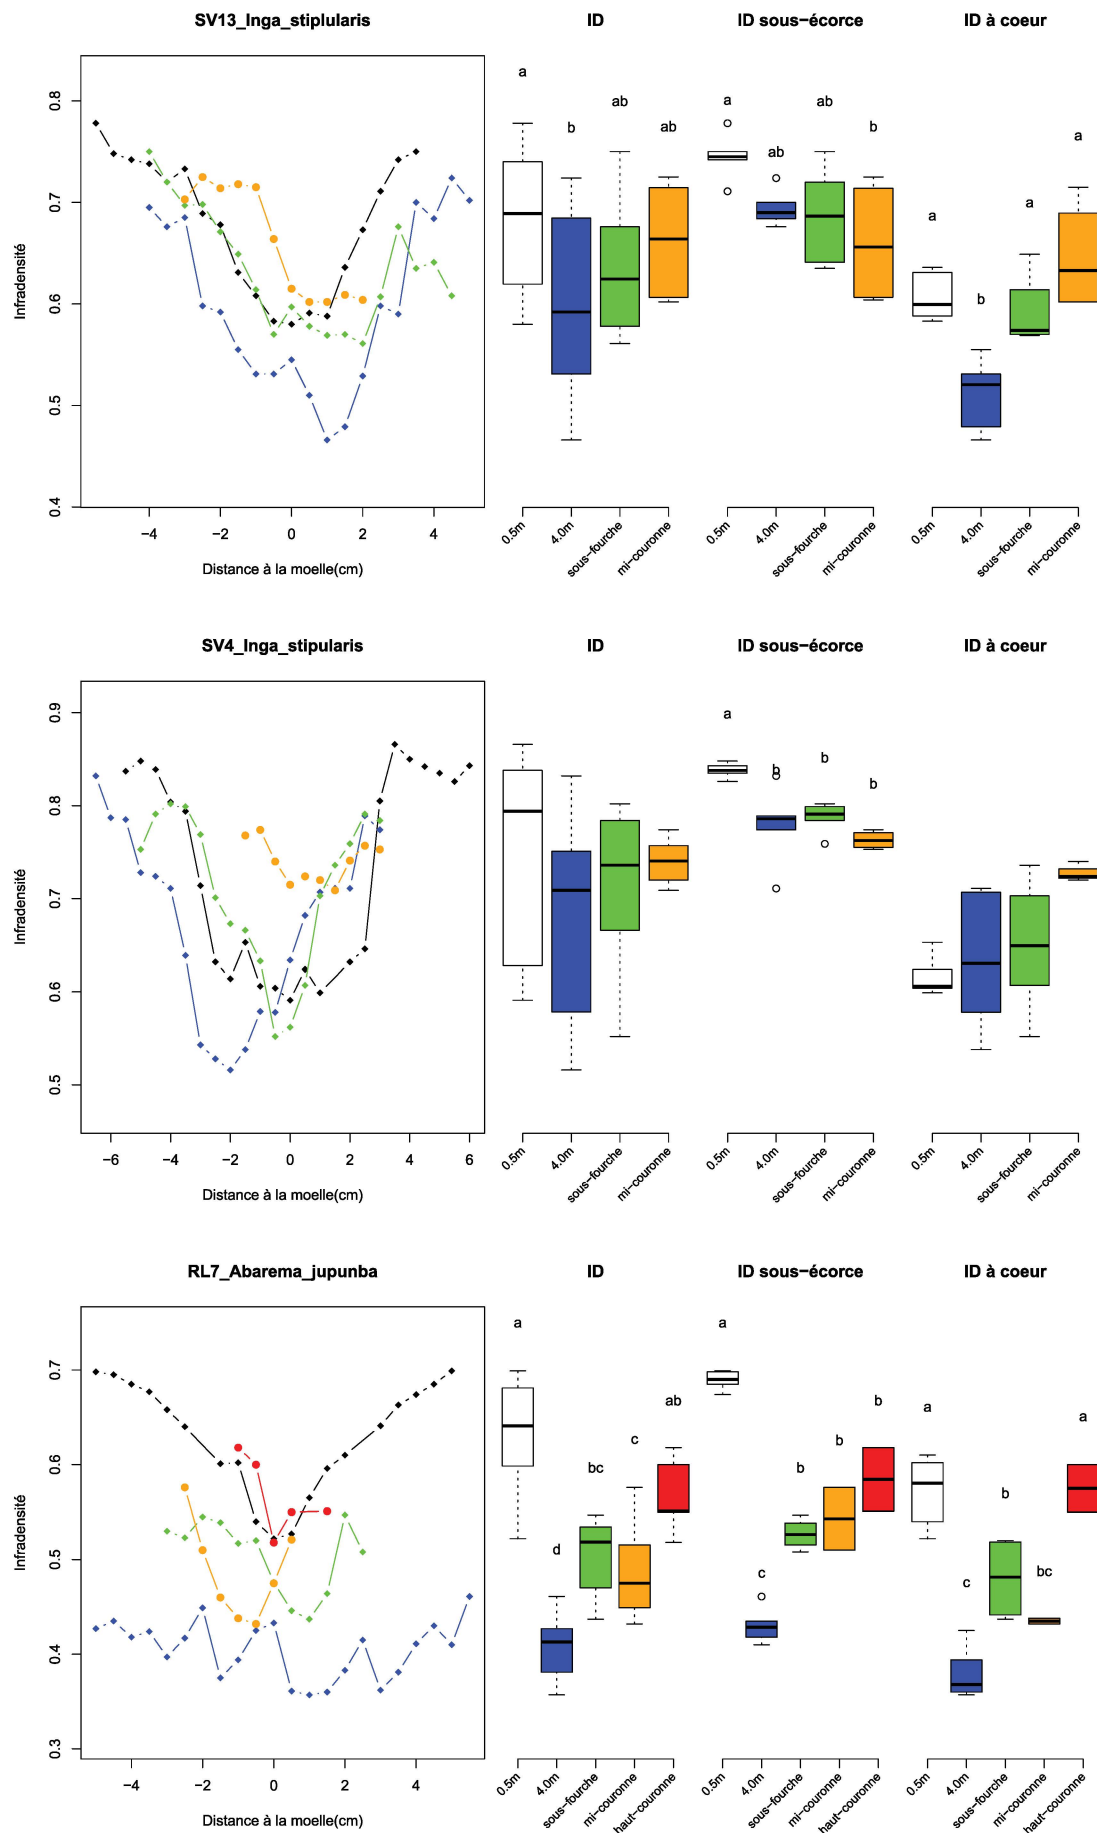 SV13_Inga_stiplularis
ID
ID sous−écorce
ID à coeur
Infradensité
0.4
0.5
0.6
0.7
0.8
−4
−2
0
2
4
Distance à la moelle(cm)
a
b
ab
ab
0.5m
4.0m
sous−fourche
mi−couronne
a
ab
ab
b
0.5m
4.0m
sous−fourche
mi−couronne
a
b
a
a
0.5m
4.0m
sous−fourche
mi−couronne
SV4_Inga_stipularis
ID
ID sous−écorce
ID à coeur
Infradensité
0.5
0.6
0.7
0.8
0.9
−6
−4
−2
0
2
4
6
Distance à la moelle(cm)
0.5m
4.0m
sous−fourche
mi−couronne
a
b
b
b
0.5m
4.0m
sous−fourche
mi−couronne
0.5m
4.0m
sous−fourche
mi−couronne
RL7_Abarema_jupunba
ID
ID sous−écorce
ID à coeur
Infradensité
0.3
0.4
0.5
0.6
0.7
−4
−2
0
2
4
Distance à la moelle(cm)
a
d
bc
c
ab
0.5m
4.0m
sous−fourche
mi−couronne
haut−couronne
a
c
b
b
b
0.5m
4.0m
sous−fourche
mi−couronne
haut−couronne
a
c
b
bc
a
0.5m
4.0m
sous−fourche
mi−couronne
haut−couronne